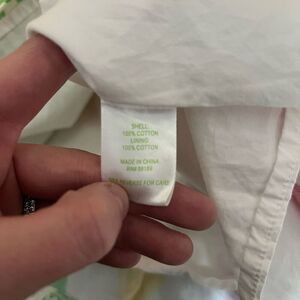 SHELL:
100% COTTON
LINING:
100% COTTON
MADE IN CHINA
SEE REVERSE FOR CARE